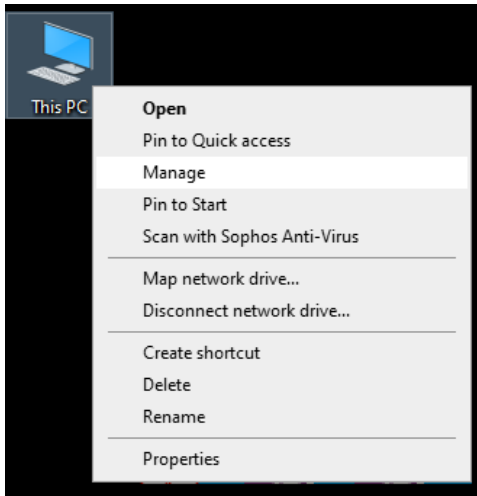 This PC
Open
Pin to Quick access
Manage
Pin to Start
Scan with Sophos Anti-Virus
Map network drive...
Disconnect network drive...
Create shortcut
Delete
Rename
Properties